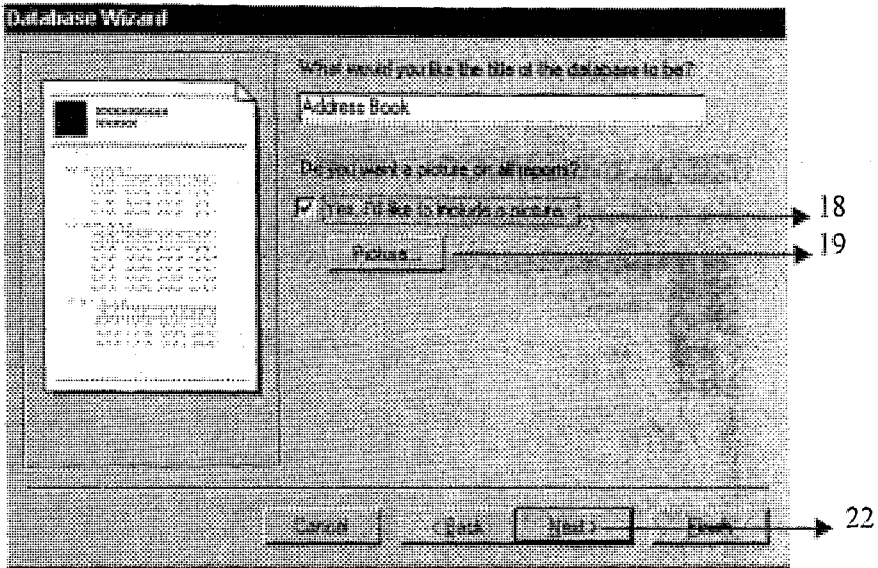 Database Wizard
What would you like the title of the database to be?
Address Book
Do you want a picture on all reports?
Yes, I'd like to include a picture.
18
Picture...
19
Cancel
< Back
Next >
Finish
22